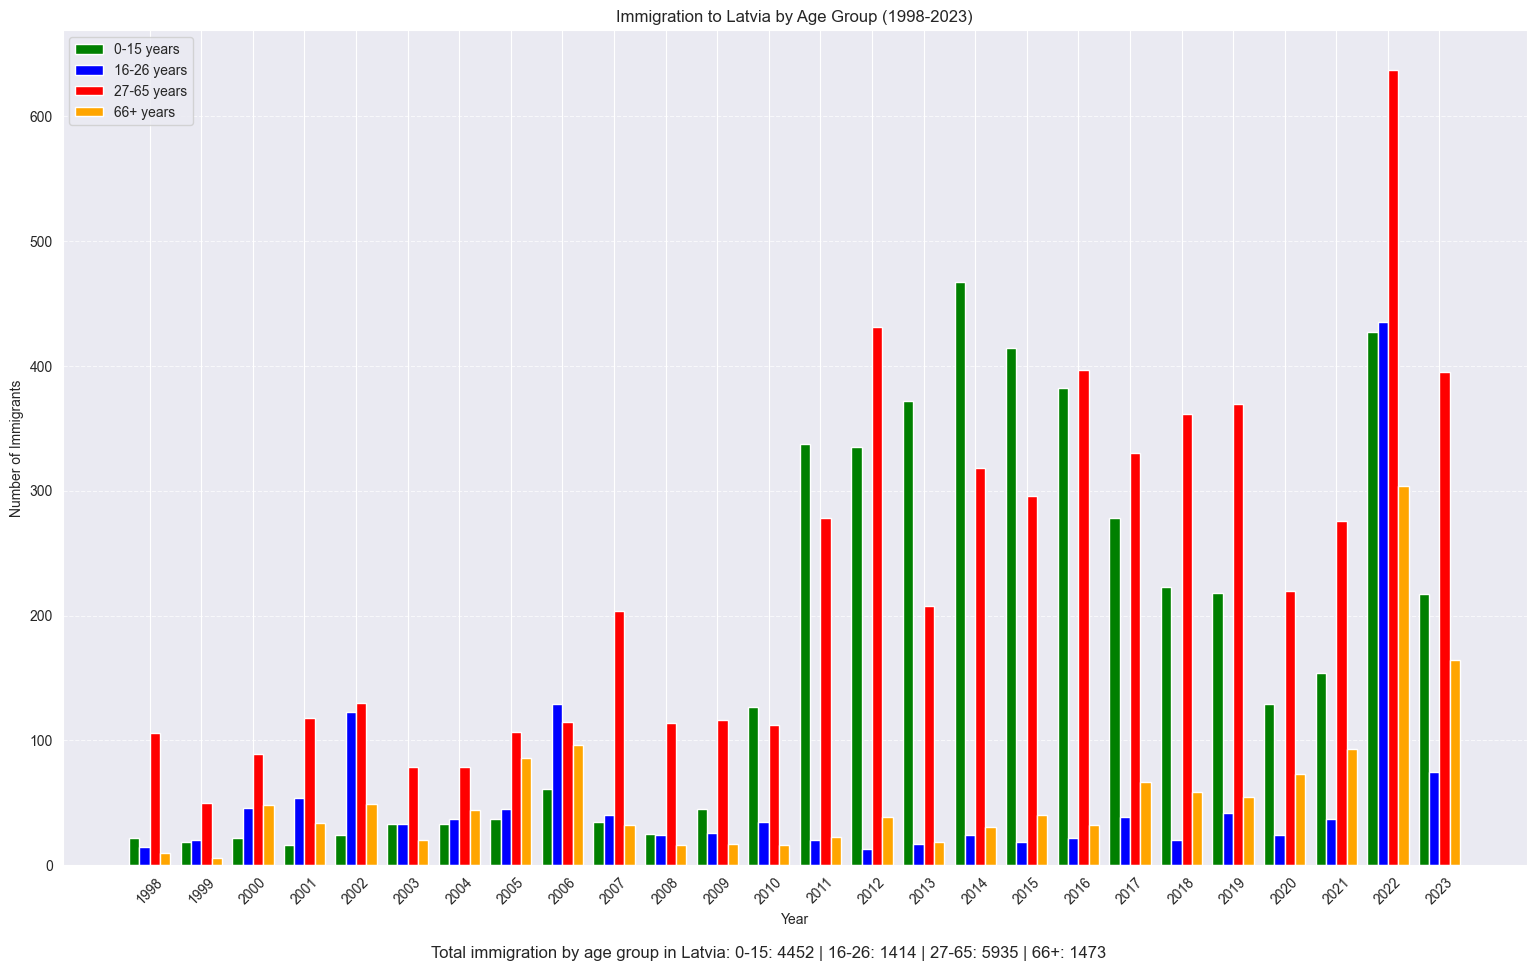 Immigration to Latvia by Age Group (1998-2023)
0-15 years
16-26 years
27-65 years
66+ years
Number of Immigrants
600
500
400
300
200
100
0
1998 1999 2000 2001 2002 2003 2004 2005 2006 2007 2008 2009 2010 2011 2012 2013 2014 2015 2016 2017 2018 2019 2020 2021 2022 2023
Year
Total immigration by age group in Latvia: 0-15: 4452 | 16-26: 1414 | 27-65: 5935 | 66+: 1473